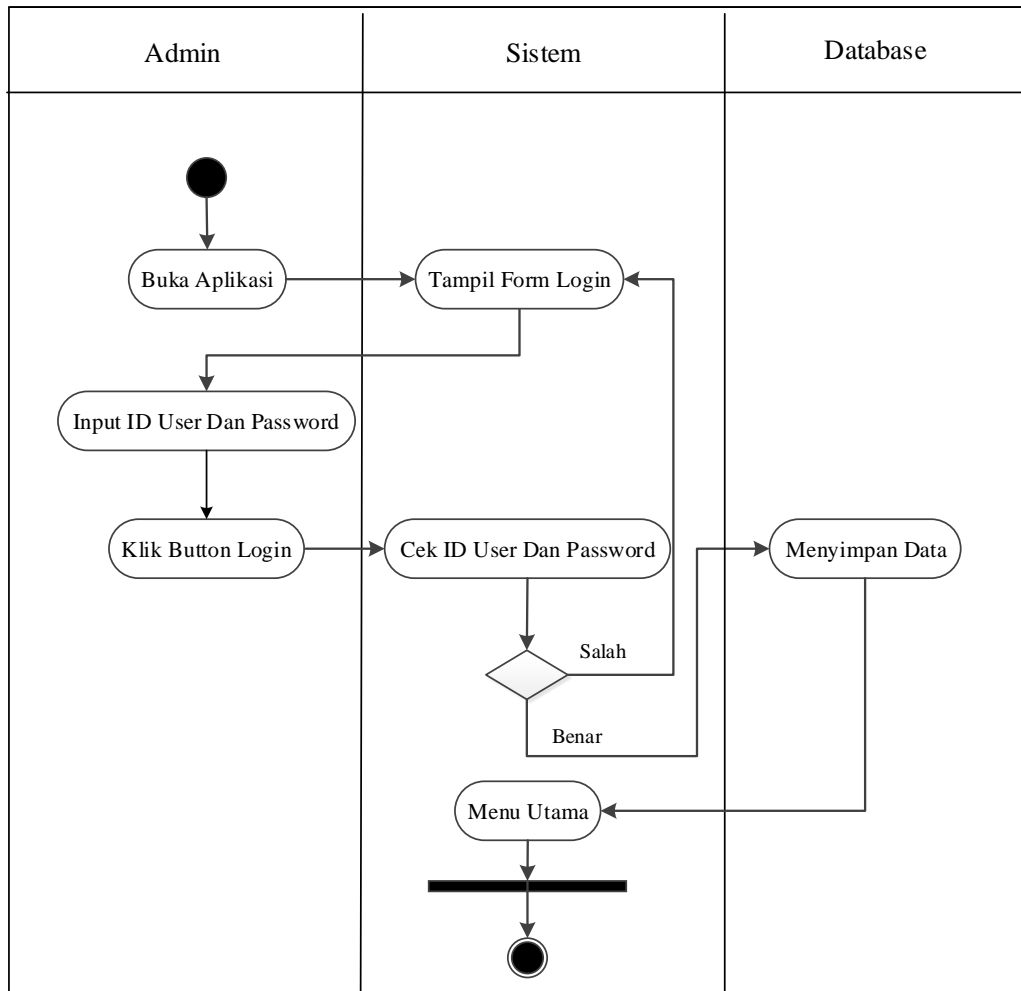 Admin
Sistem
Database
Buka Aplikasi
Tampil Form Login
Input ID User Dan Password
Klik Button Login
Cek ID User Dan Password
Menyimpan Data
Salah
Benar
Menu Utama